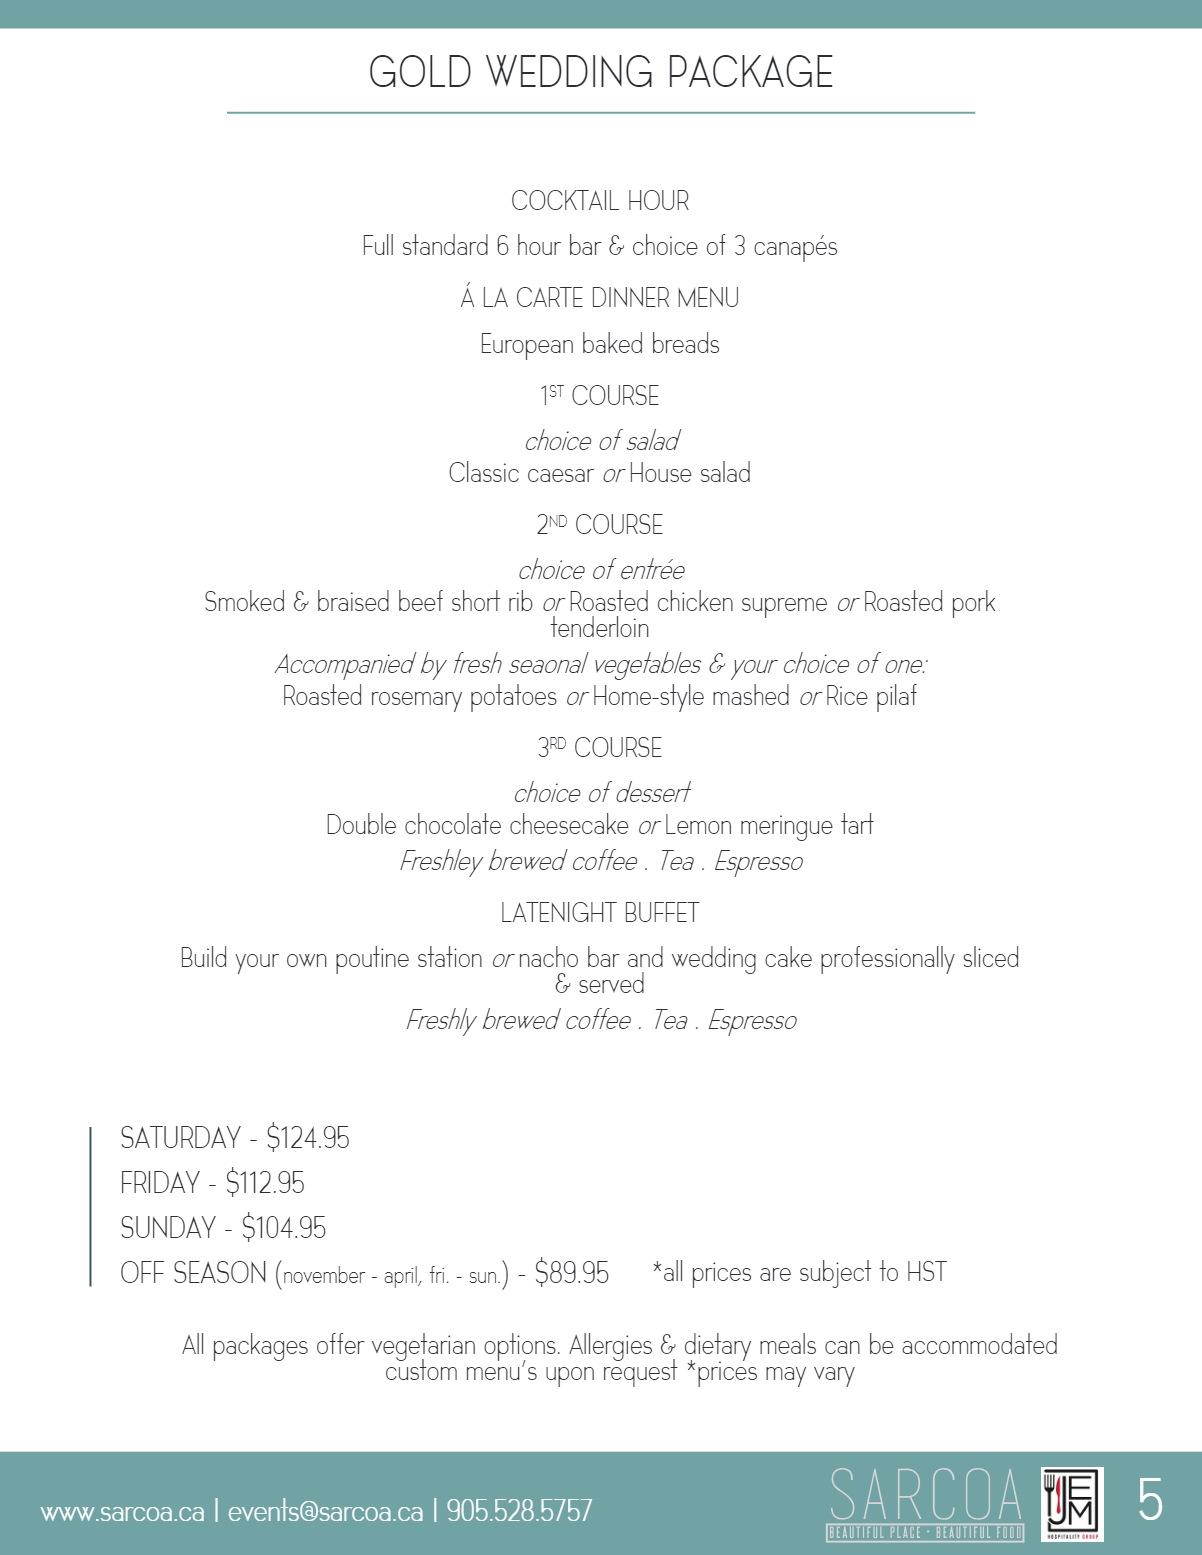 GOLD WEDDING PACKAGE
COCKTAIL HOUR
Full standard 6 hour bar & choice of 3 canapés
Á LA CARTE DINNER MENU
European baked breads
1ST COURSE
choice of salad
Classic caesar or House salad
2ND COURSE
choice of entrée
Smoked & braised beef short rib or Roasted chicken supreme or Roasted pork
tenderloin
Accompanied by fresh seaonal vegetables & your choice of one:
Roasted rosemary potatoes or Home-style mashed or Rice pilaf
3RD COURSE
choice of dessert
Double chocolate cheesecake or Lemon meringue tart
Freshley brewed coffee . Tea . Espresso
LATENIGHT BUFFET
Build your own poutine station or nacho bar and wedding cake professionally sliced
& served
Freshly brewed coffee . Tea . Espresso
SATURDAY - $124.95
FRIDAY - $112.95
SUNDAY - $104.95
OFF SEASON (november - april, fri. - sun.) - $89.95 *all prices are subject to HST
All packages offer vegetarian options. Allergies & dietary meals can be accommodated
custom menu's upon request *prices may vary
www.sarcoa.ca | events@sarcoa.ca | 905.528.5757
SARCOA
BEAUTIFUL PLACE • BEAUTIFUL FOOD
JEM
HOSPITALITY GROUP
5